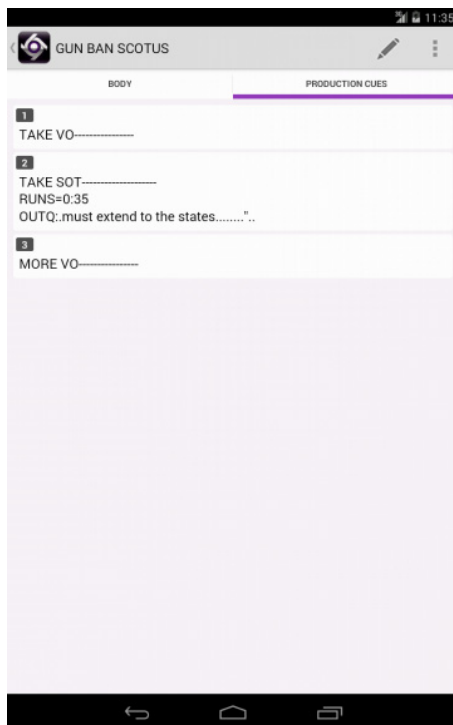 11:35
GUN BAN SCOTUS
BODY
PRODUCTION CUES
1
TAKE VO---------------
2
TAKE SOT-------------------
RUNS=0:35
OUTQ:.must extend to the states........"..
3
MORE VO---------------